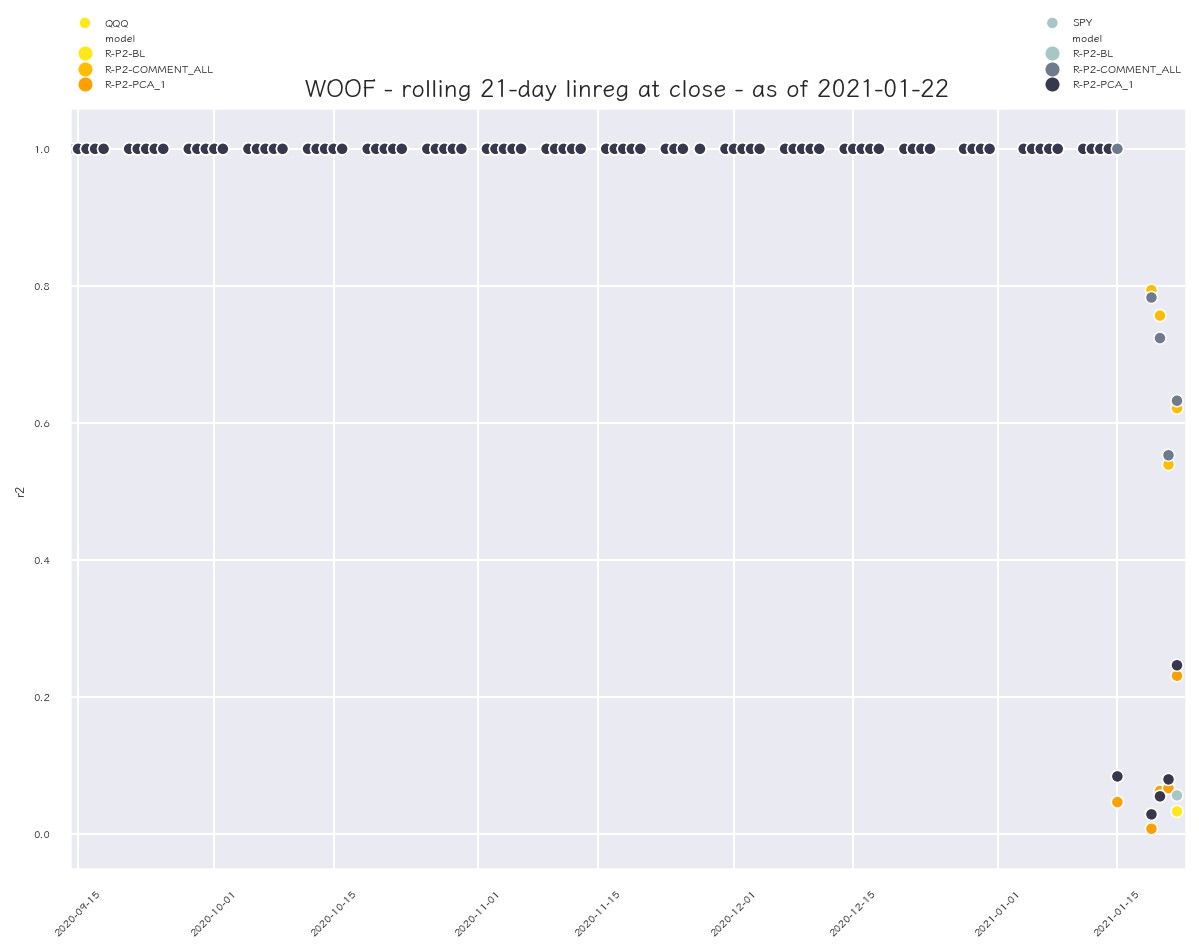 QQQ
model
R-P2-BL
R-P2-COMMENT_ALL
R-P2-PCA_1
SPY
model
R-P2-BL
R-P2-COMMENT_ALL
R-P2-PCA_1
WOOF - rolling 21-day linreg at close - as of 2021-01-22
1.0
0.8
0.6
0.4
0.2
0.0
r2
2020-09-15
2020-10-01
2020-10-15
2020-11-01
2020-11-15
2020-12-01
2020-12-15
2021-01-01
2021-01-15